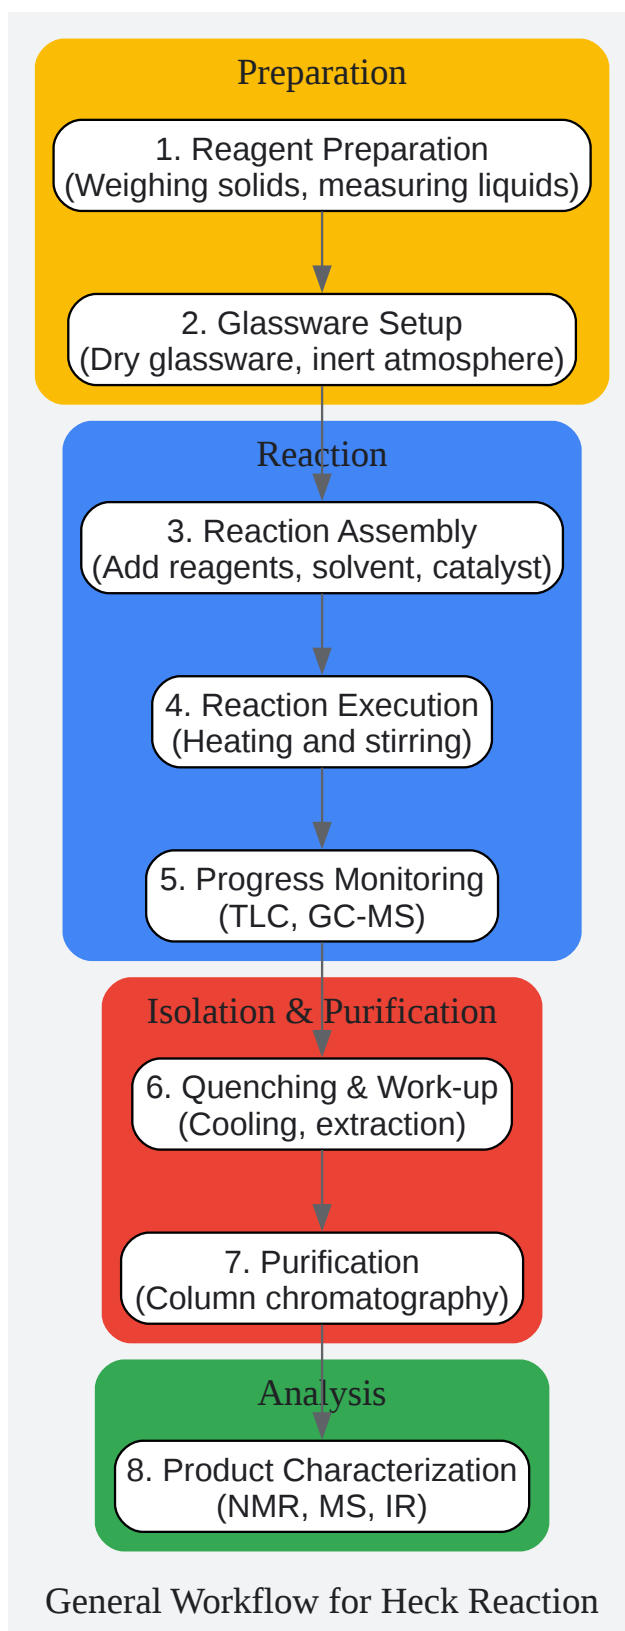 Preparation
1. Reagent Preparation
(Weighing solids, measuring liquids)
2. Glassware Setup
(Dry glassware, inert atmosphere)
Reaction
3. Reaction Assembly
(Add reagents, solvent, catalyst)
4. Reaction Execution
(Heating and stirring)
5. Progress Monitoring
(TLC, GC-MS)
Isolation & Purification
6. Quenching & Work-up
(Cooling, extraction)
7. Purification
(Column chromatography)
Analysis
8. Product Characterization
(NMR, MS, IR)
General Workflow for Heck Reaction